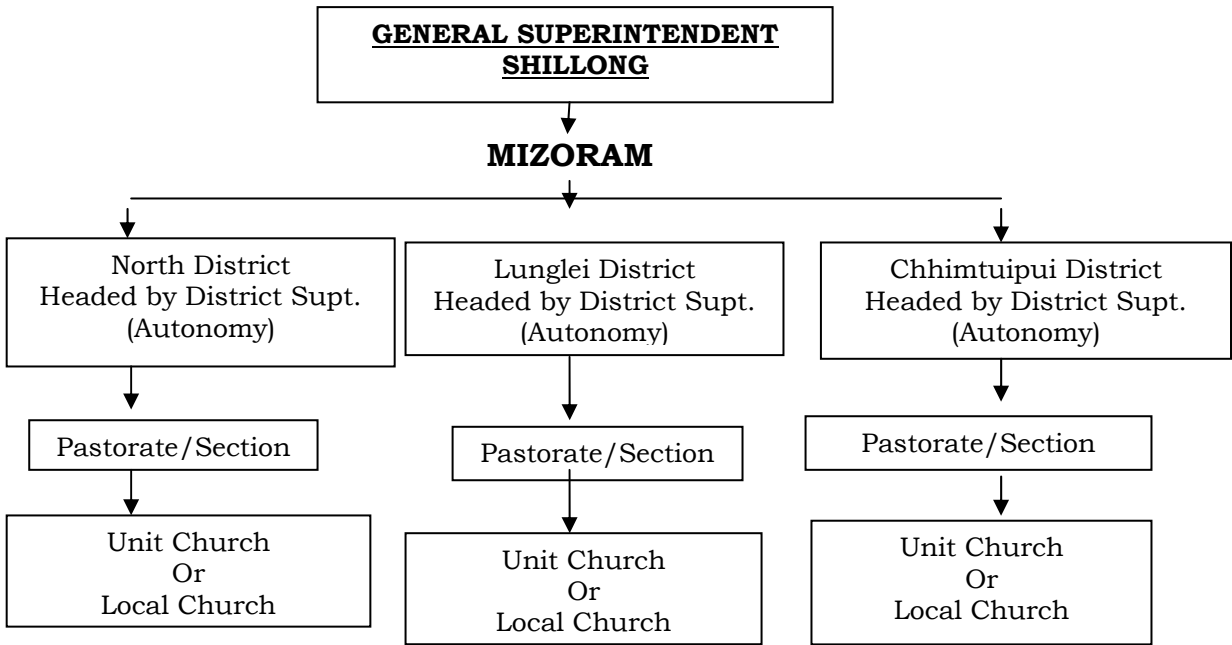 GENERAL SUPERINTENDENT
SHILLONG
MIZORAM
North District
Headed by District Supt.
(Autonomy)
Lunglei District
Headed by District Supt.
(Autonomy)
Chhimtuipui District
Headed by District Supt.
(Autonomy)
Pastorate/Section
Pastorate/Section
Pastorate/Section
Unit Church
Or
Local Church
Unit Church
Or
Local Church
Unit Church
Or
Local Church